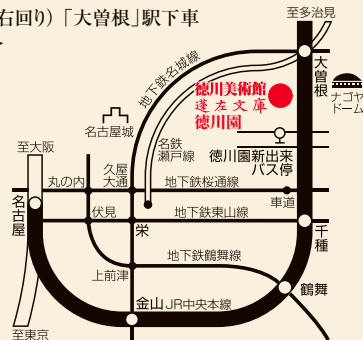 右回り)「大曽根」駅下車
至多治見
大曽根
ナゴヤ
ドーム
地下鉄名城線
徳川美術館
蓬左文庫
徳川園
名古屋城
名鉄
瀬戸線
徳川園新出来
バス停
至大阪
久屋
大通
丸の内
地下鉄桜通線
車道
名古屋
伏見
地下鉄東山線
栄
千種
地下鉄鶴舞線
上前津
鶴舞
金山
JR中央本線
至東京